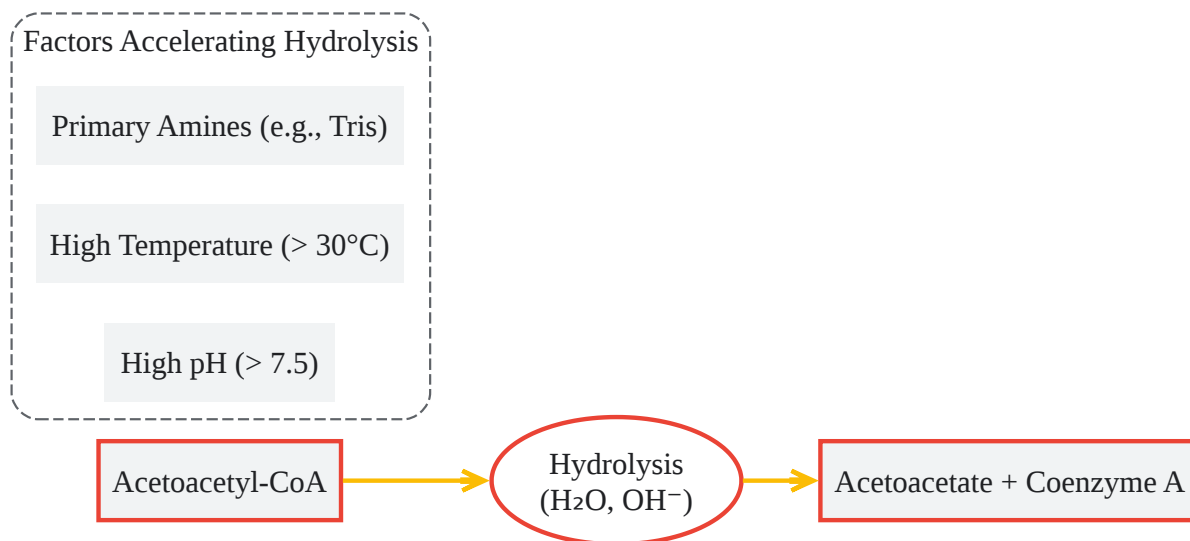 Factors Accelerating Hydrolysis
Primary Amines (e.g., Tris)
High Temperature (> 30°C)
High pH (> 7.5)
Acetoacetyl-CoA
Hydrolysis
(H₂O, OH⁻)
Acetoacetate + Coenzyme A